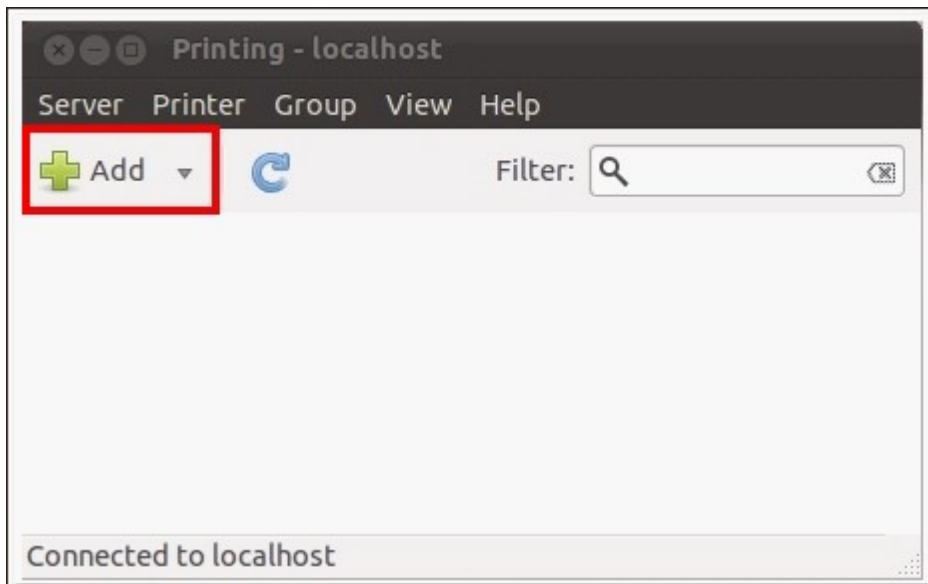 Printing - localhost
Server Printer Group View Help
Add Filter:
Connected to localhost